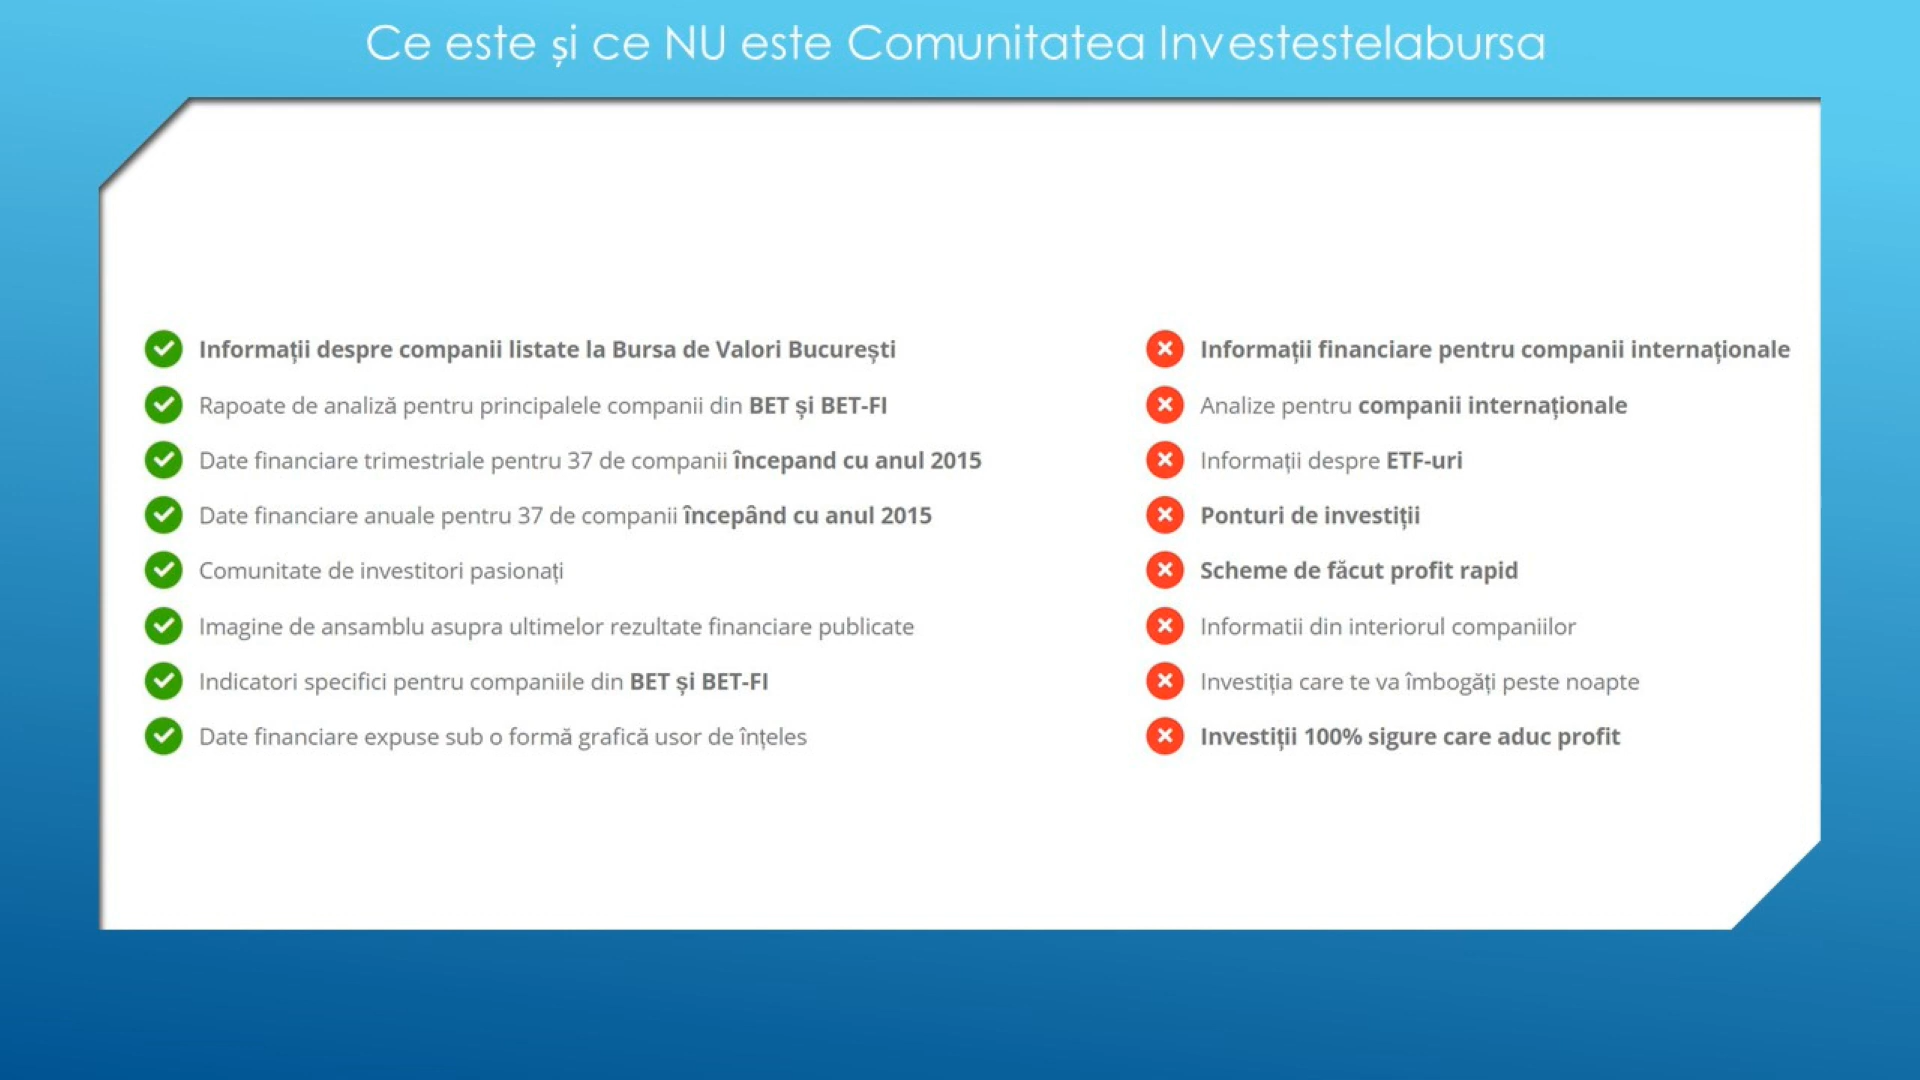 Ce este și ce NU este Comunitatea Investestelabursa
Informații despre companii listate la Bursa de Valori București
Rapoate de analiză pentru principalele companii din BET și BET-FI
Date financiare trimestriale pentru 37 de companii începand cu anul 2015
Date financiare anuale pentru 37 de companii începând cu anul 2015
Comunitate de investitori pasionați
Imagine de ansamblu asupra ultimelor rezultate financiare publicate
Indicatori specifici pentru companiile din BET și BET-FI
Date financiare expuse sub o formă grafică usor de înțeles
Informații financiare pentru companii internaționale
Analize pentru companii internaționale
Informații despre ETF-uri
Ponturi de investiții
Scheme de făcut profit rapid
Informatii din interiorul companiilor
Investiția care te va îmbogăți peste noapte
Investiții 100% sigure care aduc profit